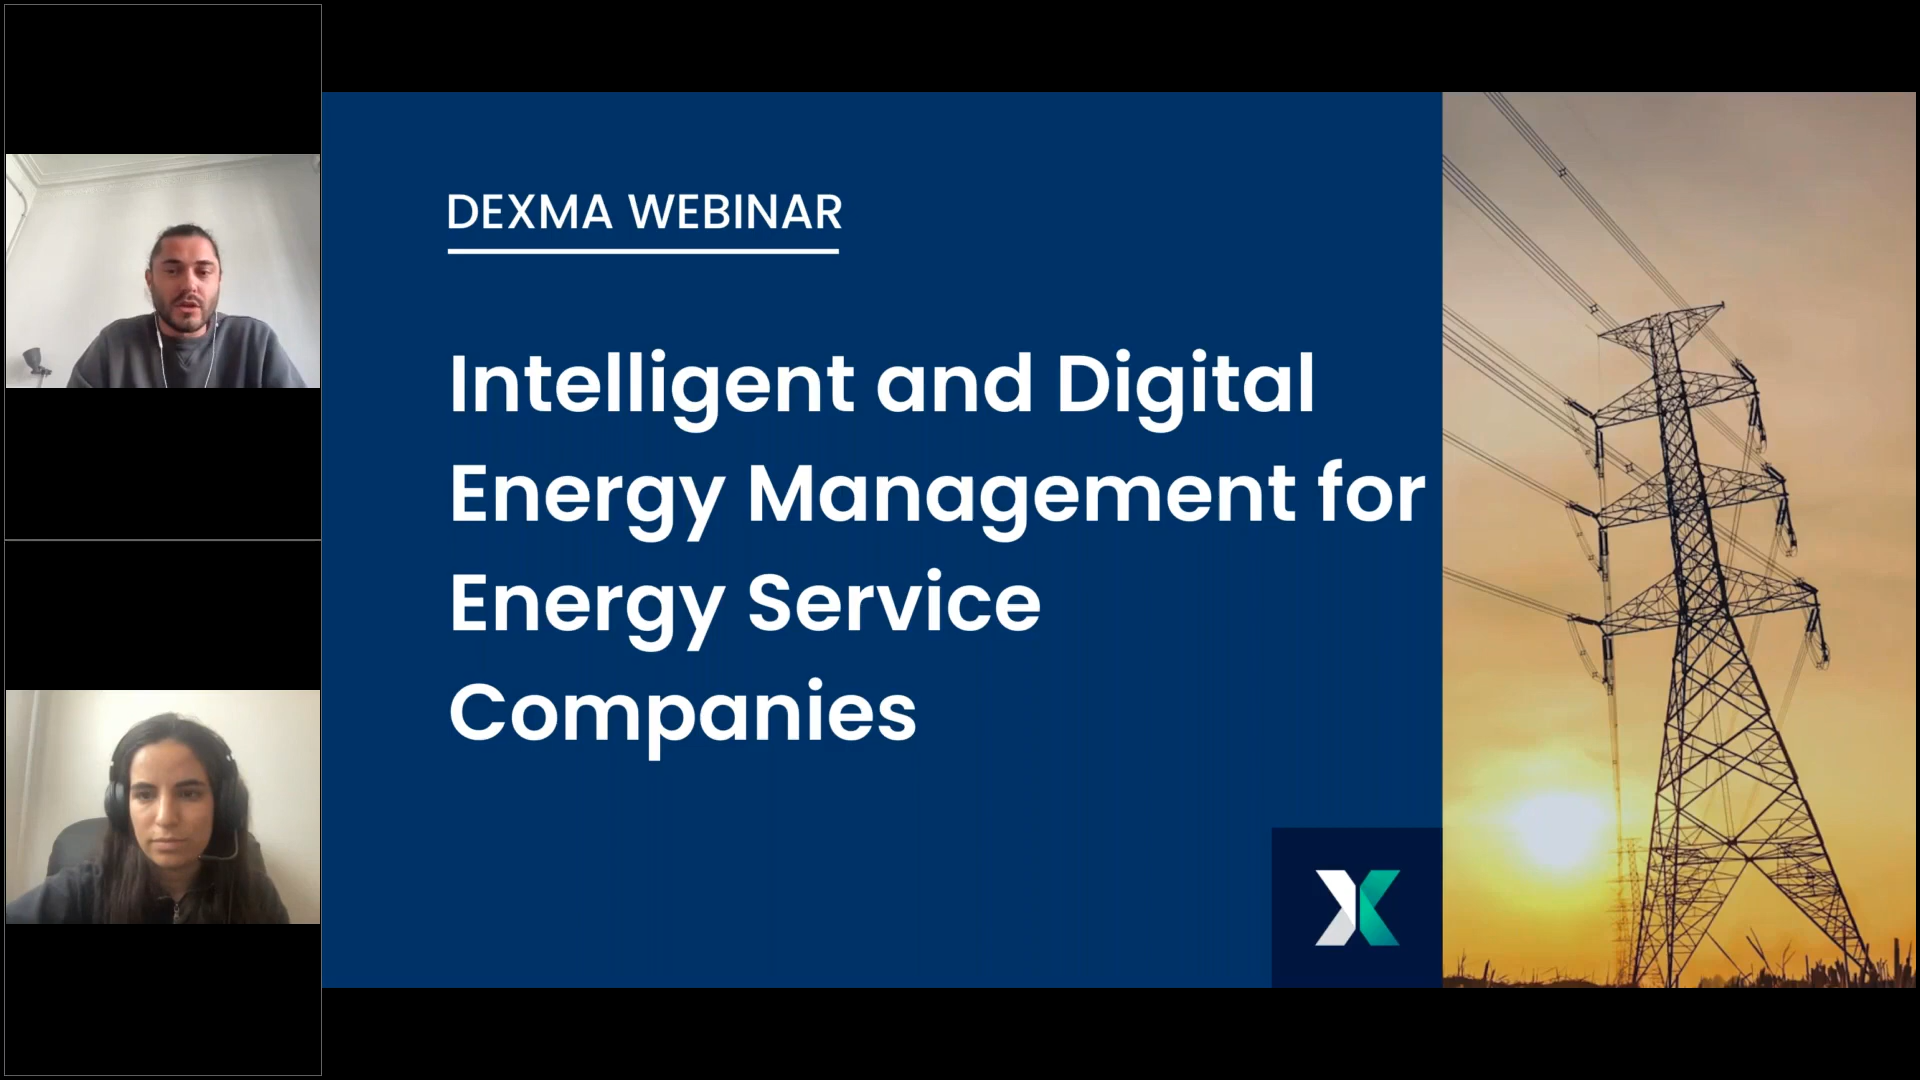 DEXMA WEBINAR
Intelligent and Digital
Energy Management for
Energy Service
Companies